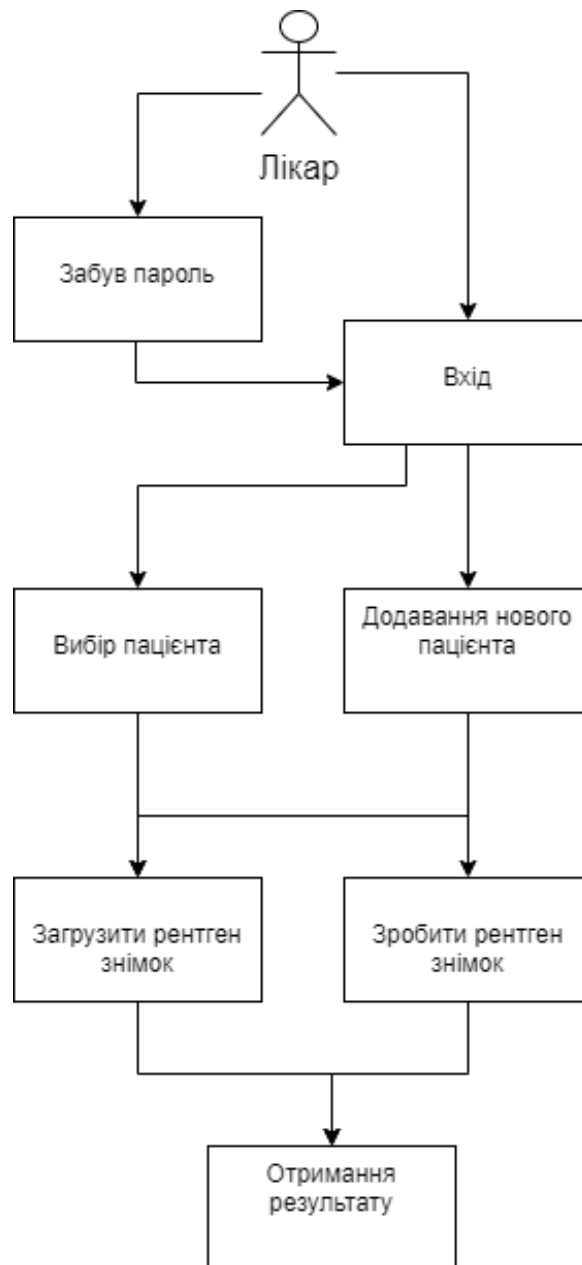 Лікар
Забув пароль
Вхід
Вибір пацієнта
Додавання нового
пацієнта
Загрузити рентген
знімок
Зробити рентген
знімок
Отримання
результату